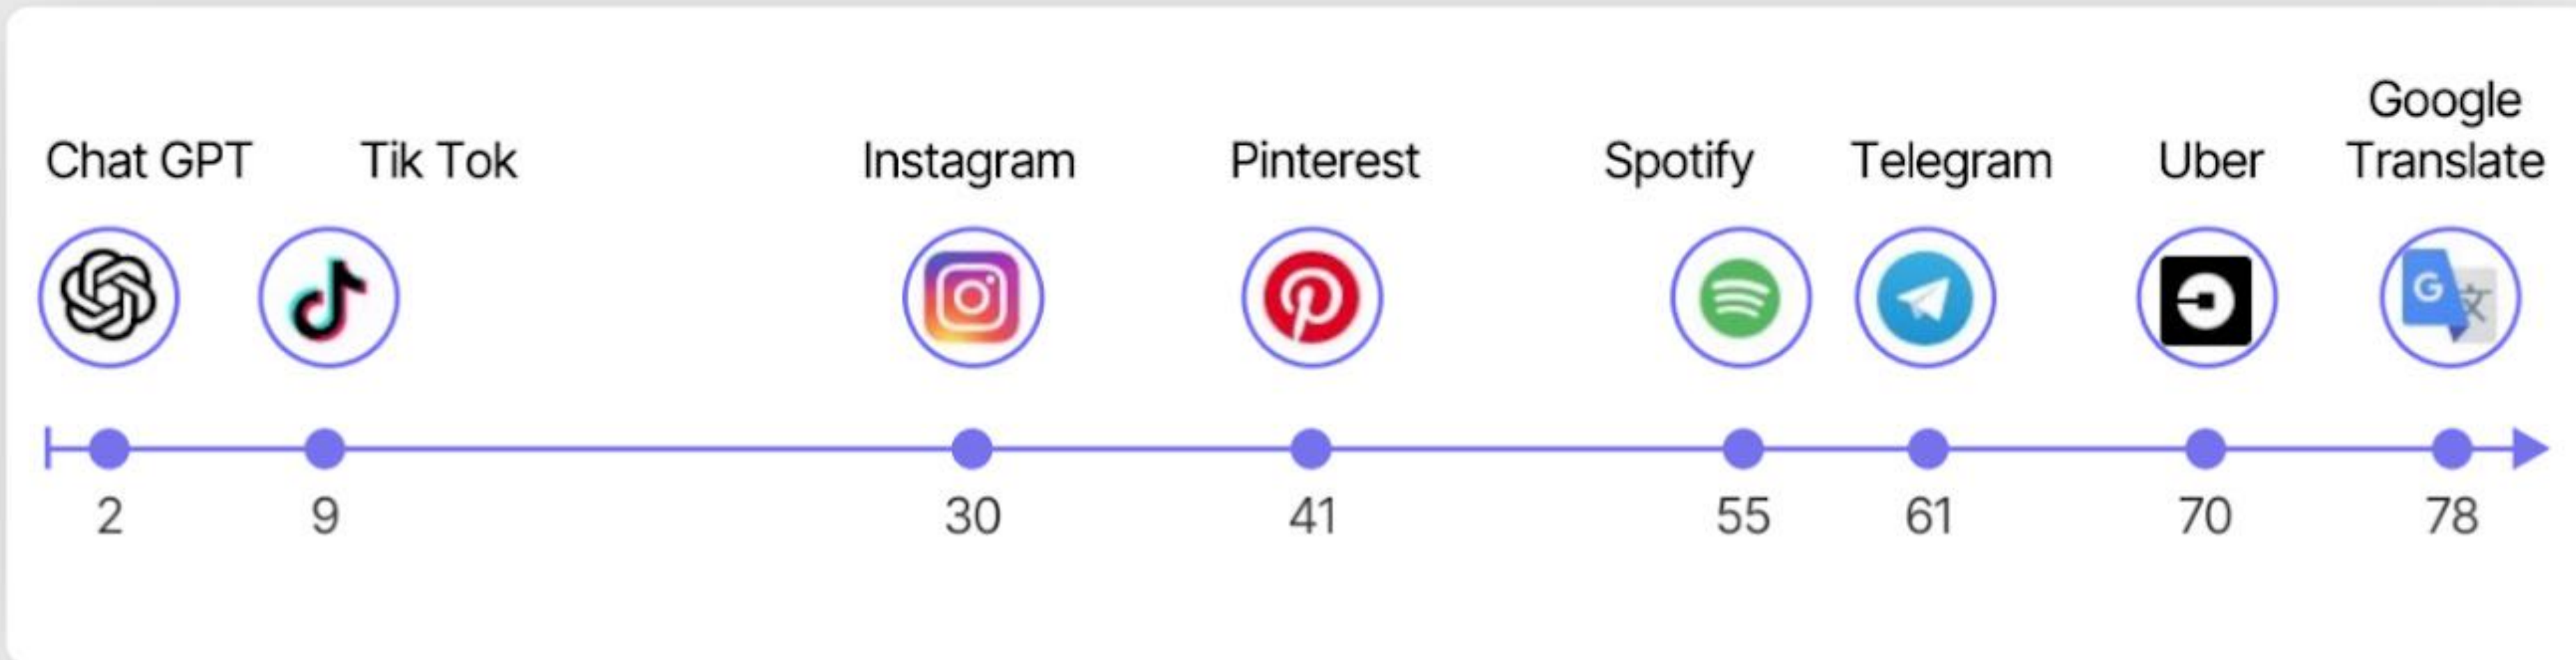 Chat GPT
Tik Tok
Instagram
Pinterest
Spotify
Telegram
Uber
Google
Translate
G
文
2
9
30
41
55
61
70
78